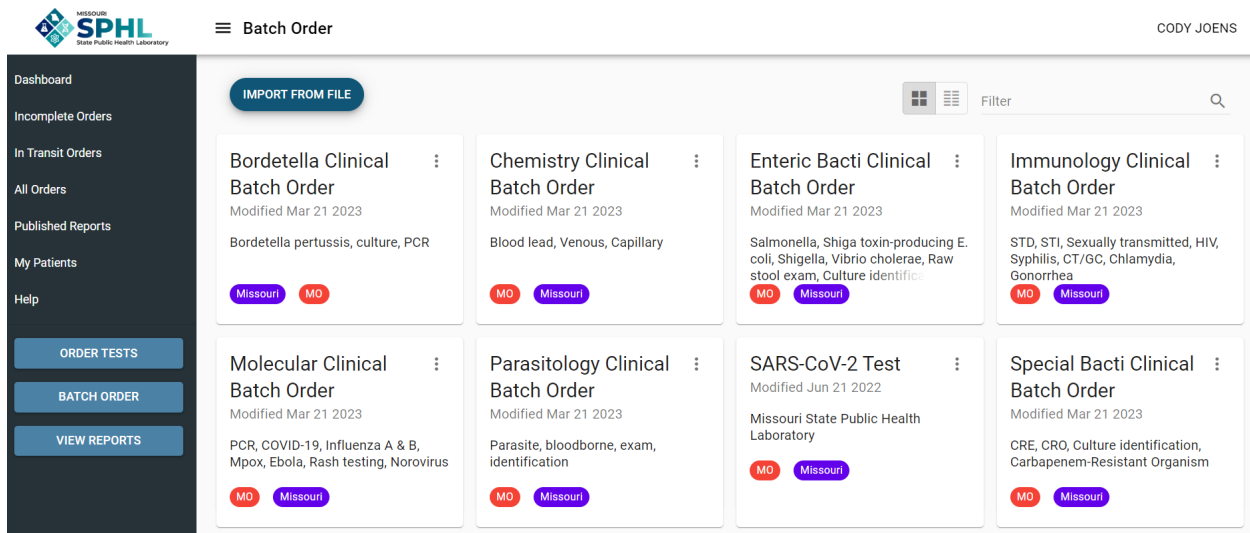 MISSOURI
SPHL
State Public Health Laboratory
Batch Order
CODY JOENS
Dashboard
Incomplete Orders
In Transit Orders
All Orders
Published Reports
My Patients
Help
ORDER TESTS
BATCH ORDER
VIEW REPORTS
IMPORT FROM FILE
Filter
Bordetella Clinical
Batch Order
Modified Mar 21 2023
Bordetella pertussis, culture, PCR
Missouri MO
Chemistry Clinical
Batch Order
Modified Mar 21 2023
Blood lead, Venous, Capillary
MO Missouri
Enteric Bacti Clinical
Batch Order
Modified Mar 21 2023
Salmonella, Shiga toxin-producing E.
coli, Shigella, Vibrio cholerae, Raw
stool exam, Culture identific
MO Missouri
Immunology Clinical
Batch Order
Modified Mar 21 2023
STD, STI, Sexually transmitted, HIV,
Syphilis, CT/GC, Chlamydia,
Gonorrhea
MO Missouri
Molecular Clinical
Batch Order
Modified Mar 21 2023
PCR, COVID-19, Influenza A & B,
Mpox, Ebola, Rash testing, Norovirus
MO Missouri
Parasitology Clinical
Batch Order
Modified Mar 21 2023
Parasite, bloodborne, exam,
identification
MO Missouri
SARS-CoV-2 Test
Modified Jun 21 2022
Missouri State Public Health
Laboratory
MO Missouri
Special Bacti Clinical
Batch Order
Modified Mar 21 2023
CRE, CRO, Culture identification,
Carbapenem-Resistant Organism
MO Missouri